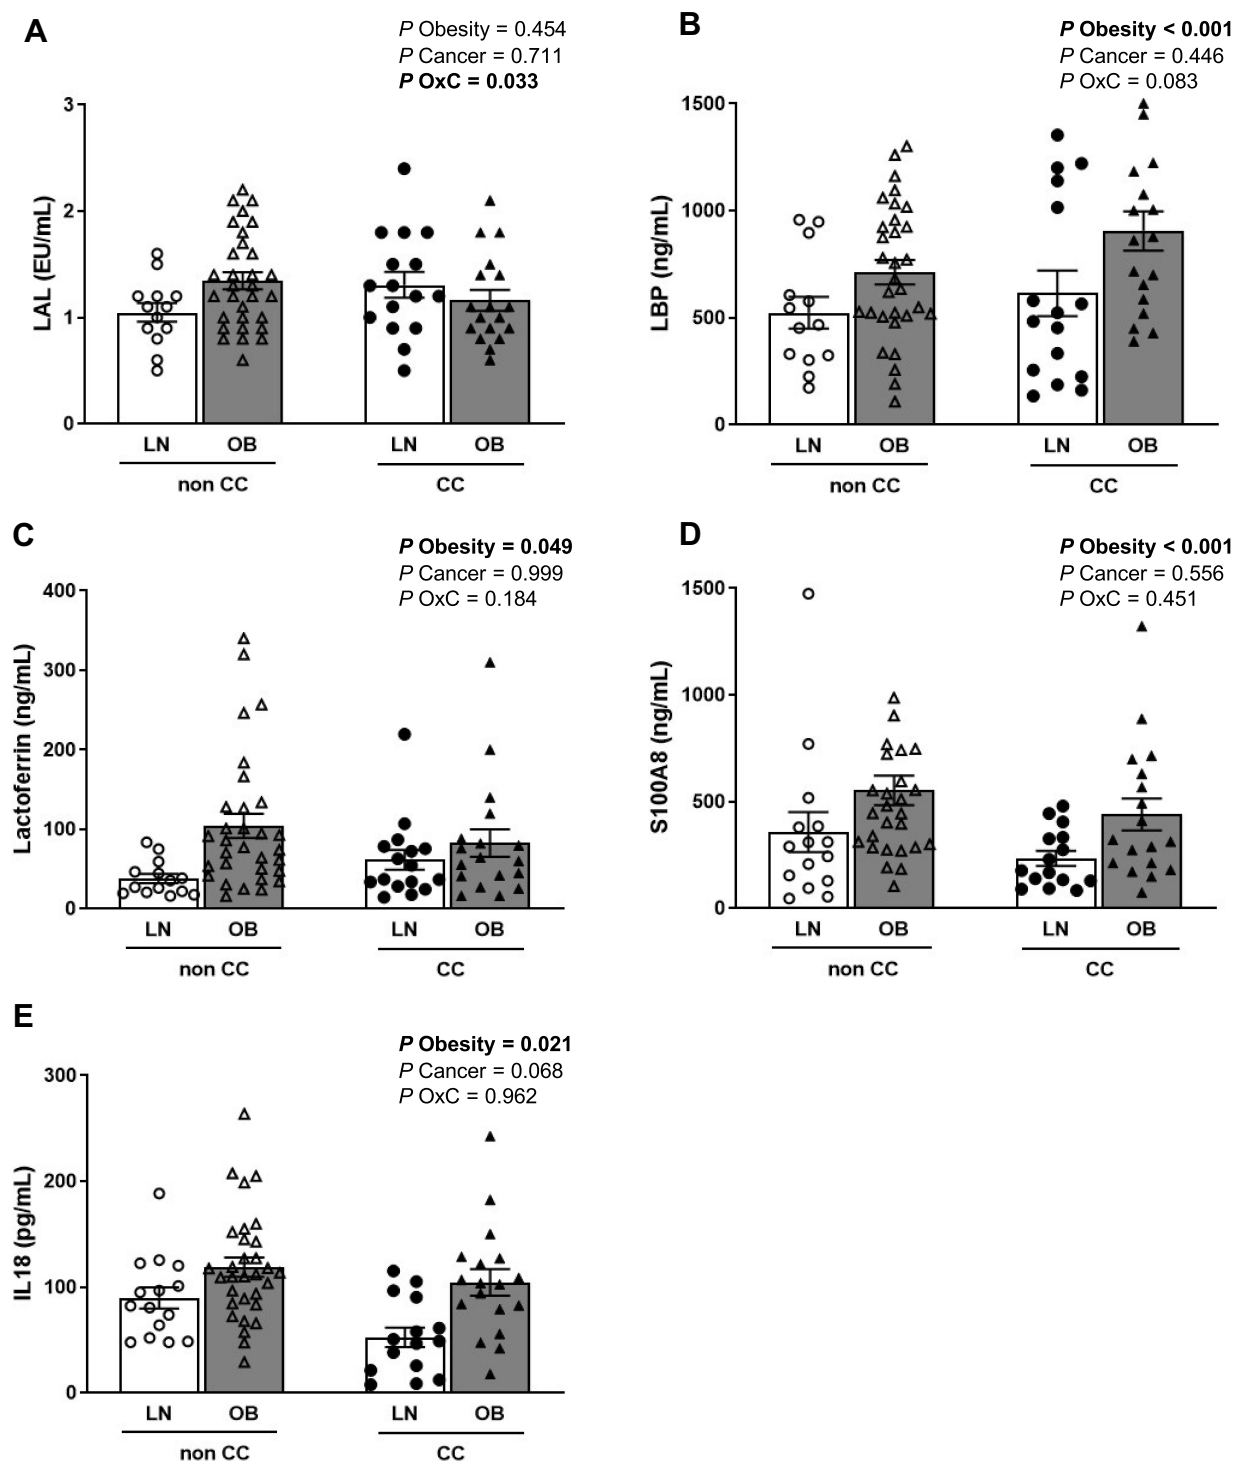 A
P Obesity = 0.454
P Cancer = 0.711
P OxC = 0.033
LAL (EU/mL)
3
2
1
0
LN OB LN OB
non CC CC
B
P Obesity < 0.001
P Cancer = 0.446
P OxC = 0.083
LBP (ng/mL)
1500
1000
500
0
LN OB LN OB
non CC CC
C
P Obesity = 0.049
P Cancer = 0.999
P OxC = 0.184
Lactoferrin (ng/mL)
400
300
200
100
0
LN OB LN OB
non CC CC
D
P Obesity < 0.001
P Cancer = 0.556
P OxC = 0.451
S100A8 (ng/mL)
1500
1000
500
0
LN OB LN OB
non CC CC
E
P Obesity = 0.021
P Cancer = 0.068
P OxC = 0.962
IL18 (pg/mL)
300
200
100
0
LN OB LN OB
non CC CC